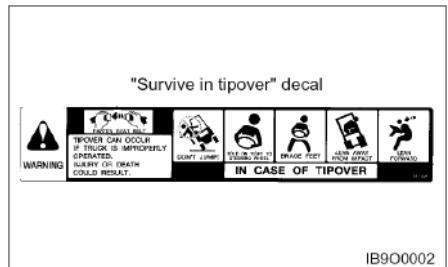 "Survive in tipover" decal
FASTEN SEAT BELT
WARNING
TIPOVER CAN OCCUR
IF TRUCK IS IMPROPERLY
OPERATED.
INJURY OR DEATH
COULD RESULT.
DON'T JUMP!
HOLD ON TIGHT TO
STEERING WHEEL
BRACE FEET
LEAN AWAY
FROM IMPACT
LEAN
FORWARD
IN CASE OF TIPOVER
IB9O0002